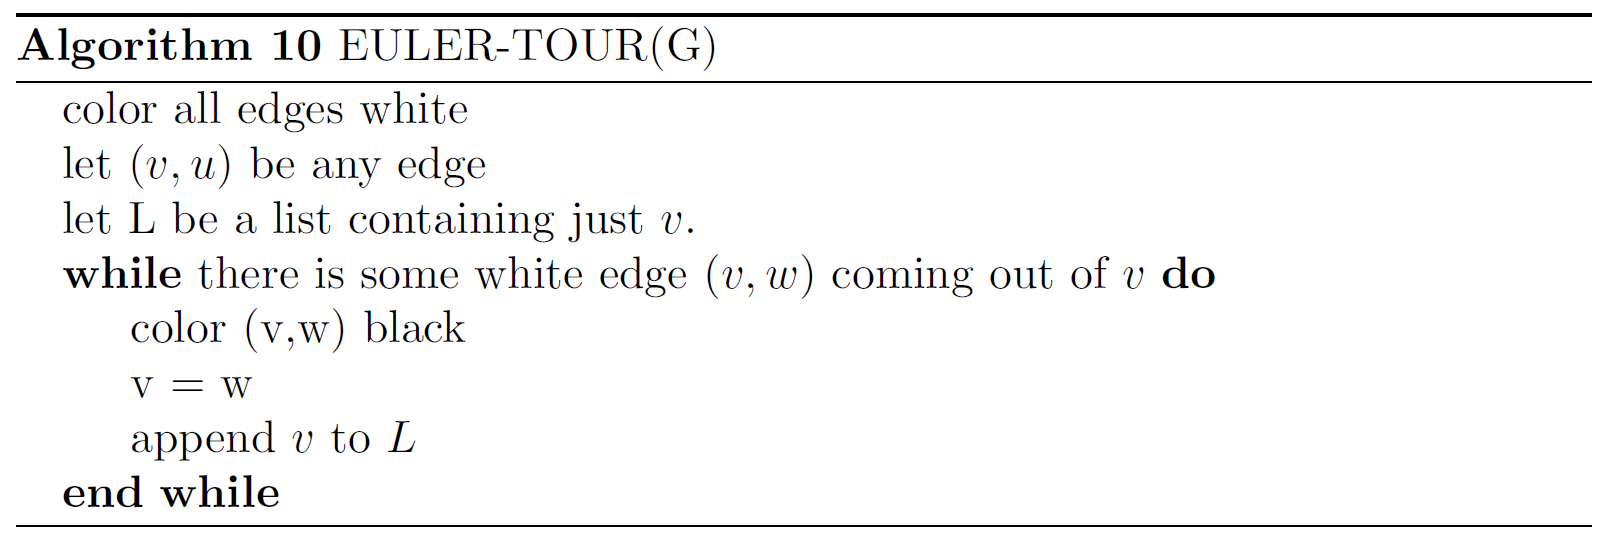 Algorithm 10 EULER-TOUR(G)
color all edges white
let (v, u) be any edge
let L be a list containing just v.
while there is some white edge (v, w) coming out of v do
color (v,w) black
v = w
append v to L
end while